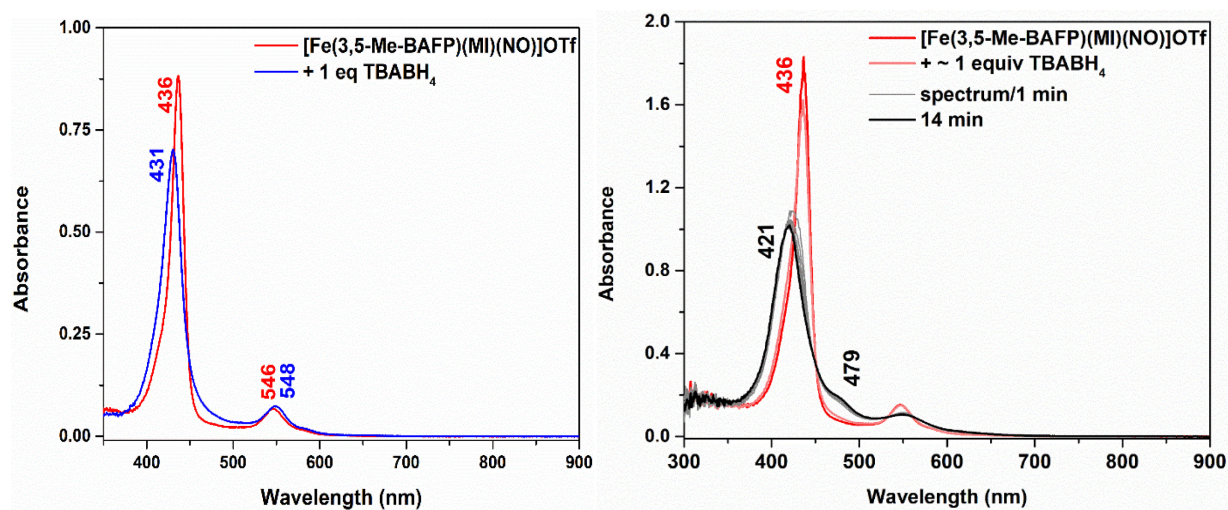 1.00
0.75
0.50
0.25
0.00
Absorbance
[Fe(3,5-Me-BAFP)(MI)(NO)]OTf
+ 1 eq TBABH₄
436
431
546
548
400 500 600 700 800 900
Wavelength (nm)
2.0
1.6
1.2
0.8
0.4
0.0
Absorbance
[Fe(3,5-Me-BAFP)(MI)(NO)]OTf
+ ~ 1 equiv TBABH₄
spectrum/1 min
14 min
436
421
479
300 400 500 600 700 800 900
Wavelength (nm)